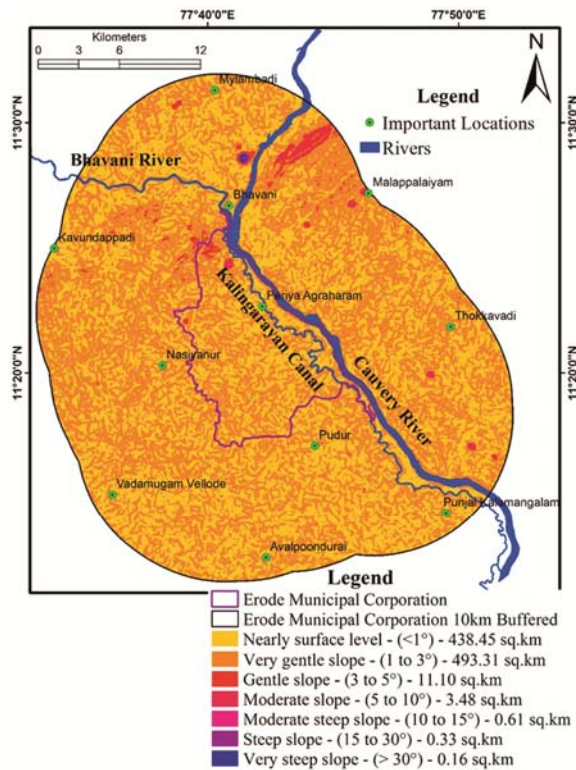 77°40'0"E
77°50'0"E
Kilometers
0 3 6 12
N
Mylambadi
Legend
Important Locations
Rivers
11°30'0"N
11°30'0"N
Bhavani River
Bhavani
Malappalaiyam
Kavundappadi
Kalingarayan Canal
Periya Agraharam
Thokkavadi
Nasiyanur
Cauvery River
11°20'0"N
11°20'0"N
Pudur
Vadamugam Vellode
Punjai Kalamangalam
Avalpoondurai
Legend
Erode Municipal Corporation
Erode Municipal Corporation 10km Buffered
Nearly surface level - (<1°) - 438.45 sq.km
Very gentle slope - (1 to 3°) - 493.31 sq.km
Gentle slope - (3 to 5°) - 11.10 sq.km
Moderate slope - (5 to 10°) - 3.48 sq.km
Moderate steep slope - (10 to 15°) - 0.61 sq.km
Steep slope - (15 to 30°) - 0.33 sq.km
Very steep slope - (> 30°) - 0.16 sq.km